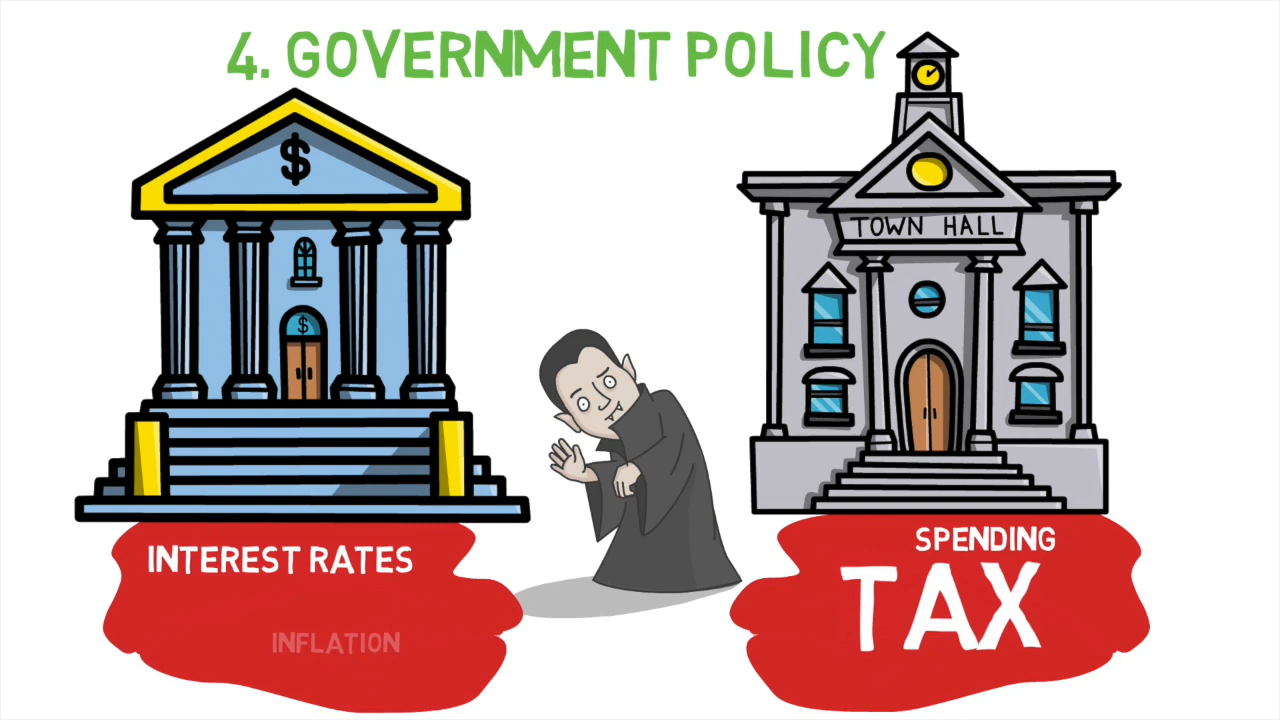 4. GOVERNMENT POLICY
$
TOWN HALL
$
INTEREST RATES
INFLATION
SPENDING
TAX